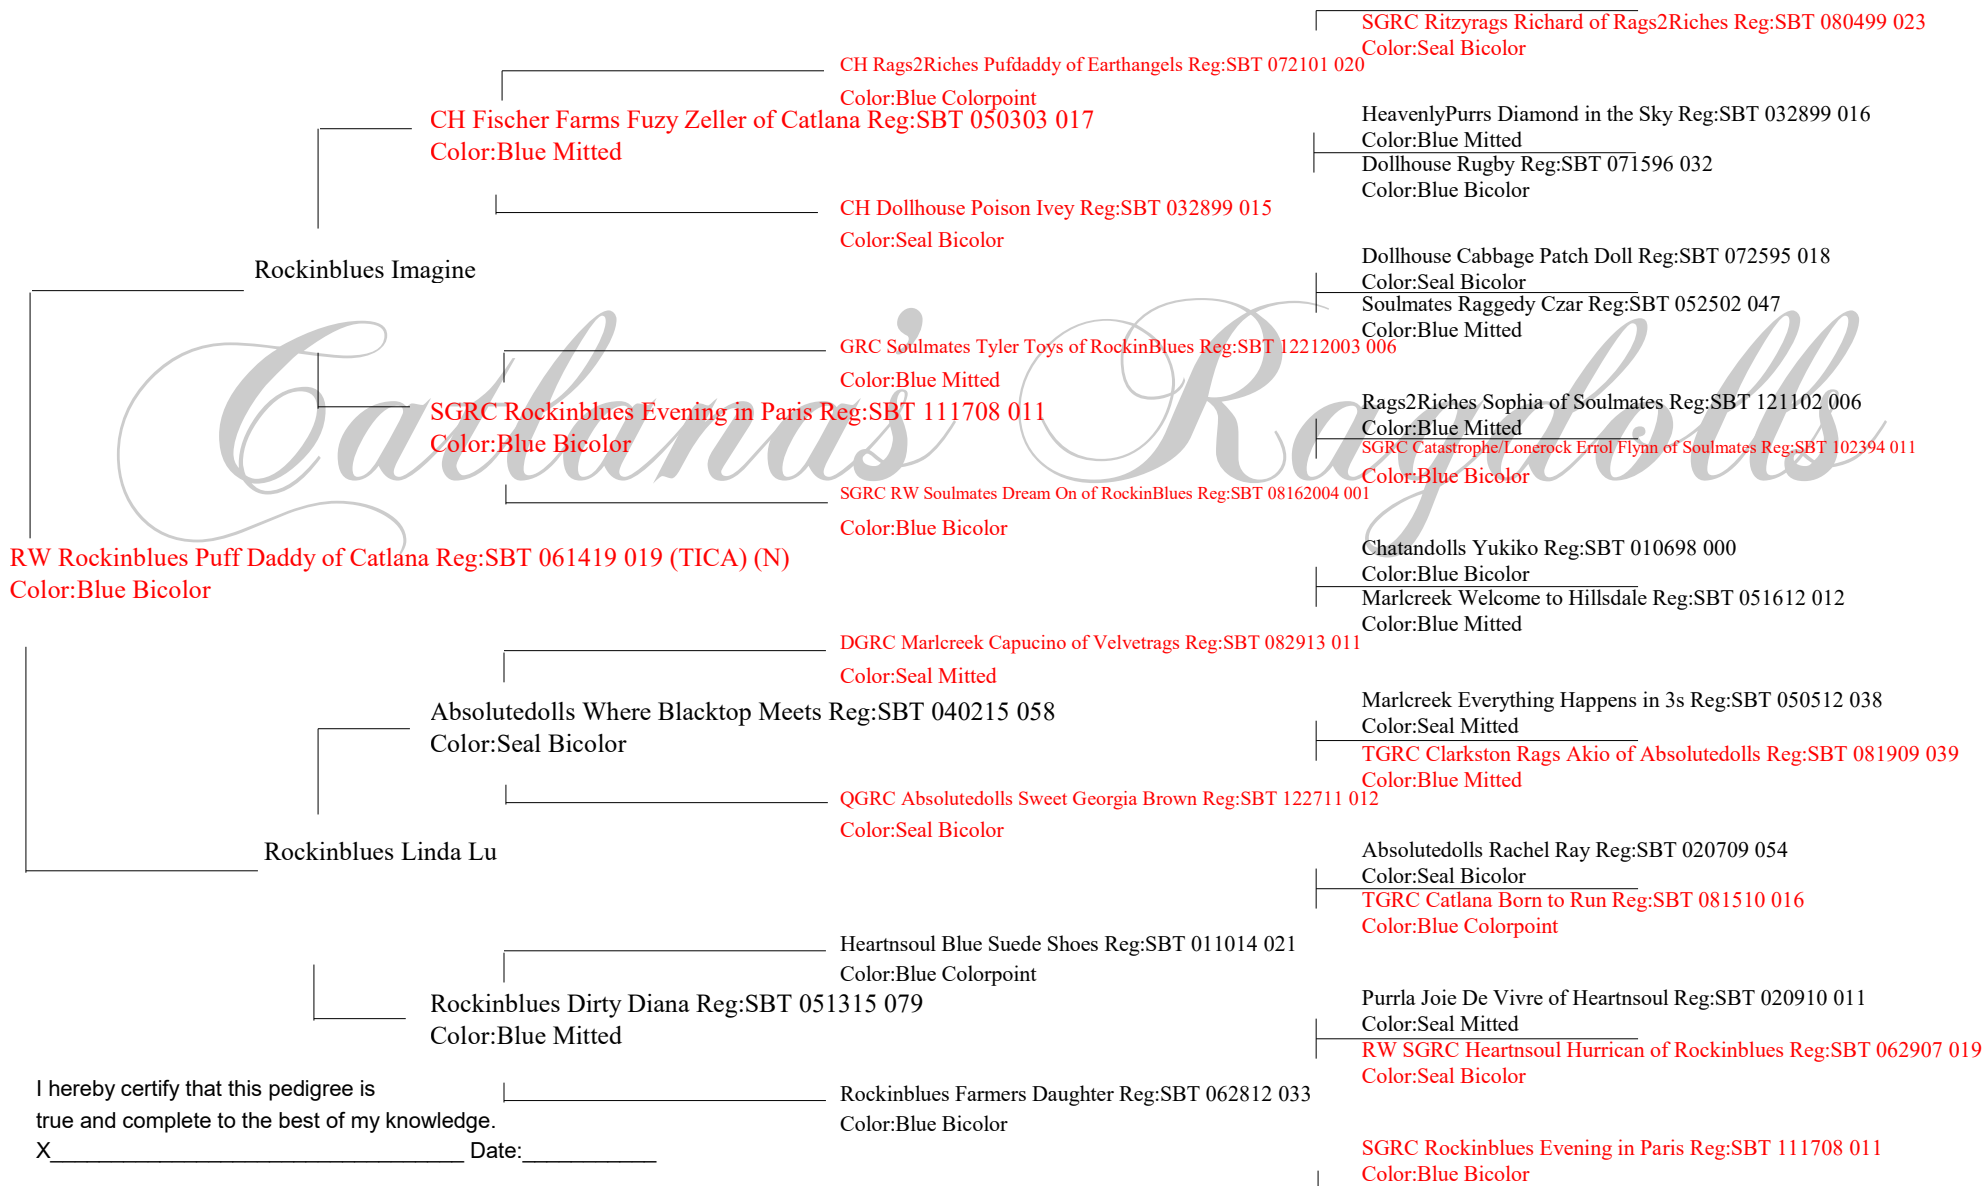 SGRC Ritzyrags Richard of Rags2Riches Reg:SBT 080499 023
Color:Seal Bicolor
CH Rags2Riches Pufdaddy of Earthangels Reg:SBT 072101 020
Color:Blue Colorpoint
CH Fischer Farms Fuzy Zeller of Catlana Reg:SBT 050303 017
Color:Blue Mitted
HeavenlyPurrs Diamond in the Sky Reg:SBT 032899 016
Color:Blue Mitted
Dollhouse Rugby Reg:SBT 071596 032
Color:Blue Bicolor
CH Dollhouse Poison Ivey Reg:SBT 032899 015
Color:Seal Bicolor
Rockinblues Imagine
Dollhouse Cabbage Patch Doll Reg:SBT 072595 018
Color:Seal Bicolor
Soulmates Raggedy Czar Reg:SBT 052502 047
Color:Blue Mitted
GRC Soulmates Tyler Toys of RockinBlues Reg:SBT 12212003 006
Color:Blue Mitted
Catlanas' Ragdolls
SGRC Rockinblues Evening in Paris Reg:SBT 111708 011
Color:Blue Bicolor
Rags2Riches Sophia of Soulmates Reg:SBT 121102 006
Color:Blue Mitted
SGRC Catastrophe/Lonerock Errol Flynn of Soulmates Reg:SBT 102394 011
Color:Blue Bicolor
SGRC RW Soulmates Dream On of RockinBlues Reg:SBT 08162004 001
Color:Blue Bicolor
RW Rockinblues Puff Daddy of Catlana Reg:SBT 061419 019 (TICA) (N)
Color:Blue Bicolor
Chatandolls Yukiko Reg:SBT 010698 000
Color:Blue Bicolor
Marlcreek Welcome to Hillsdale Reg:SBT 051612 012
Color:Blue Mitted
DGRC Marlcreek Capucino of Velvetrags Reg:SBT 082913 011
Color:Seal Mitted
Absolutedolls Where Blacktop Meets Reg:SBT 040215 058
Color:Seal Bicolor
Marlcreek Everything Happens in 3s Reg:SBT 050512 038
Color:Seal Mitted
TGRC Clarkston Rags Akio of Absolutedolls Reg:SBT 081909 039
Color:Blue Mitted
QGRC Absolutedolls Sweet Georgia Brown Reg:SBT 122711 012
Color:Seal Bicolor
Rockinblues Linda Lu
Absolutedolls Rachel Ray Reg:SBT 020709 054
Color:Seal Bicolor
TGRC Catlana Born to Run Reg:SBT 081510 016
Color:Blue Colorpoint
Heartnsoul Blue Suede Shoes Reg:SBT 011014 021
Color:Blue Colorpoint
Rockinblues Dirty Diana Reg:SBT 051315 079
Color:Blue Mitted
Purrla Joie De Vivre of Heartnsoul Reg:SBT 020910 011
Color:Seal Mitted
RW SGRC Heartnsoul Hurrican of Rockinblues Reg:SBT 062907 019
Color:Seal Bicolor
Rockinblues Farmers Daughter Reg:SBT 062812 033
Color:Blue Bicolor
SGRC Rockinblues Evening in Paris Reg:SBT 111708 011
Color:Blue Bicolor
I hereby certify that this pedigree is
true and complete to the best of my knowledge.
X__________________________________ Date:___________